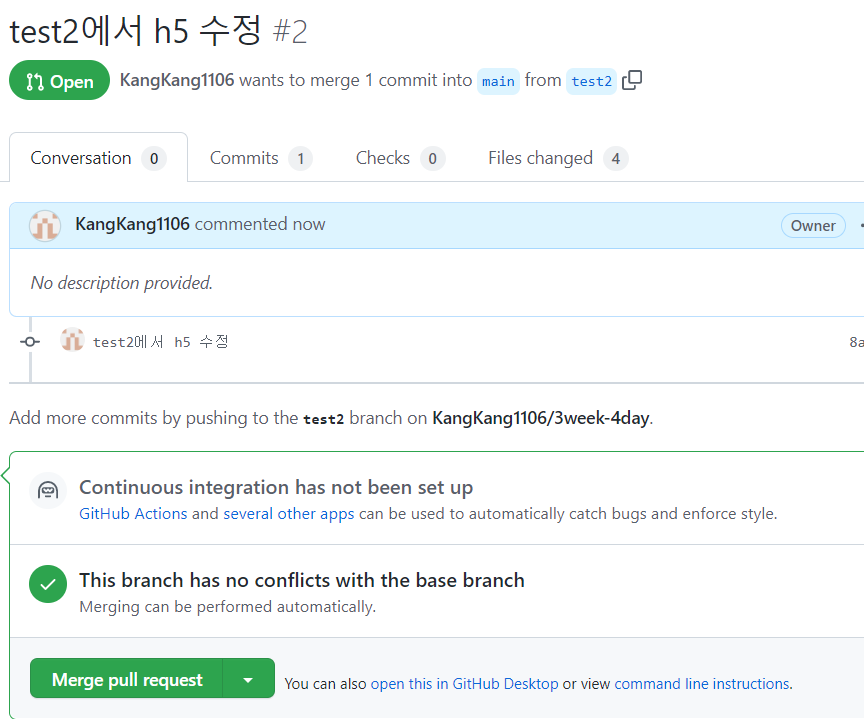 test2에서 h5 수정 #2
Open KangKang1106 wants to merge 1 commit into main from test2
Conversation 0 Commits 1 Checks 0 Files changed 4
KangKang1106 commented now Owner
No description provided.
test2에서 h5 수정 8a
Add more commits by pushing to the test2 branch on KangKang1106/3week-4day.
Continuous integration has not been set up
GitHub Actions and several other apps can be used to automatically catch bugs and enforce style.
This branch has no conflicts with the base branch
Merging can be performed automatically.
Merge pull request You can also open this in GitHub Desktop or view command line instructions.